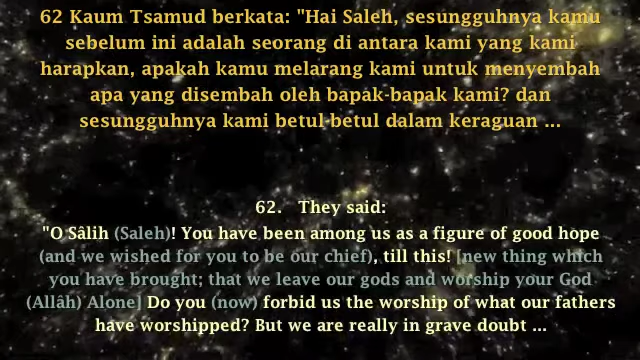 62 Kaum Tsamud berkata: "Hai Saleh, sesungguhnya kamu
sebelum ini adalah seorang di antara kami yang kami
harapkan, apakah kamu melarang kami untuk menyembah
apa yang disembah oleh bapak-bapak kami? dan
sesungguhnya kami betul-betul dalam keraguan ...
62. They said:
"O Sâlih (Saleh)! You have been among us as a figure of good hope
(and we wished for you to be our chief), till this! [new thing which
you have brought; that we leave our gods and worship your God
(Allâh) Alone] Do you (now) forbid us the worship of what our fathers
have worshipped? But we are really in grave doubt ...